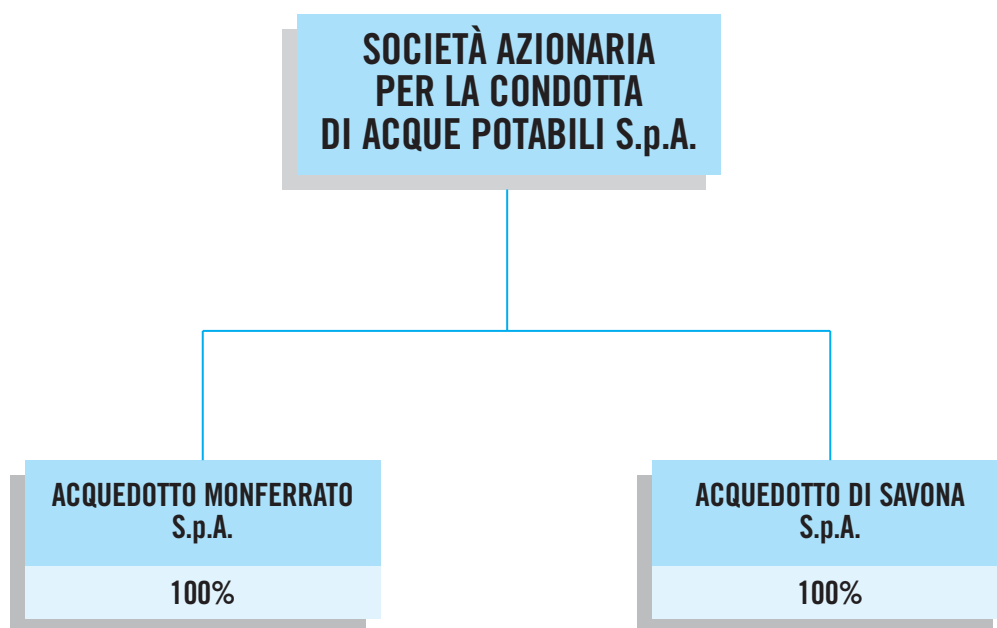 SOCIETÀ AZIONARIA
PER LA CONDOTTA
DI ACQUE POTABILI S.p.A.
ACQUEDOTTO MONFERRATO
S.p.A.
100%
ACQUEDOTTO DI SAVONA
S.p.A.
100%